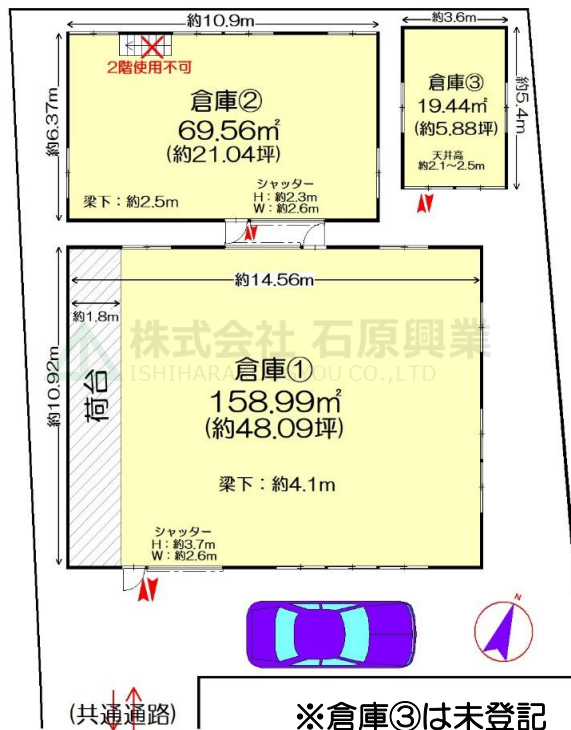 約10.9m
2階使用不可
約6.37m
倉庫②
69.56㎡
(約21.04坪)
梁下：約2.5m
シャッター
H：約2.3m
W：約2.6m
約3.6m
約5.4m
倉庫③
19.44㎡
(約5.88坪)
天井高
約2.1~2.5m
約14.56m
約1.8m
約10.92m
荷台
株式会社 石原興業
CO.,LTD
倉庫①
158.99㎡
(約48.09坪)
梁下：約4.1m
シャッター
H：約3.7m
W：約2.6m
N
(共通通路)
※倉庫③は未登記